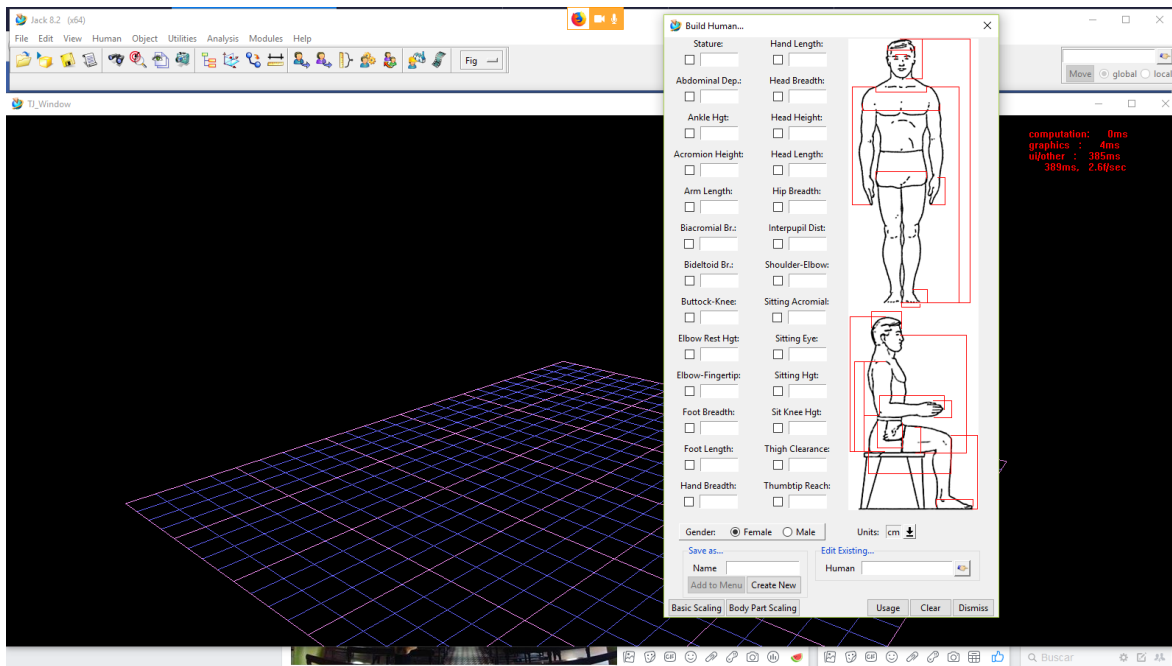 Jack 8.2 (x64)
File Edit View Human Object Utilities Analysis Modules Help
Fig
Move global local
TJ_Window
computation: 0ms
graphics : 4ms
ui/other : 385ms
389ms, 2.6f/sec
Build Human...
Stature: Hand Length:
Abdominal Dep.: Head Breadth:
Ankle Hgt: Head Height:
Acromion Height: Head Length:
Arm Length: Hip Breadth:
Biacromial Br.: Interpupil Dist:
Bideltoid Br.: Shoulder-Elbow:
Buttock-Knee: Sitting Acromial:
Elbow Rest Hgt: Sitting Eye:
Elbow-Fingertip: Sitting Hgt:
Foot Breadth: Sit Knee Hgt:
Foot Length: Thigh Clearance:
Hand Breadth: Thumbtip Reach:
Gender: Female Male Units: cm
Save as... Edit Existing...
Name Human
Add to Menu Create New
Basic Scaling Body Part Scaling Usage Clear Dismiss
GIF GIF Buscar